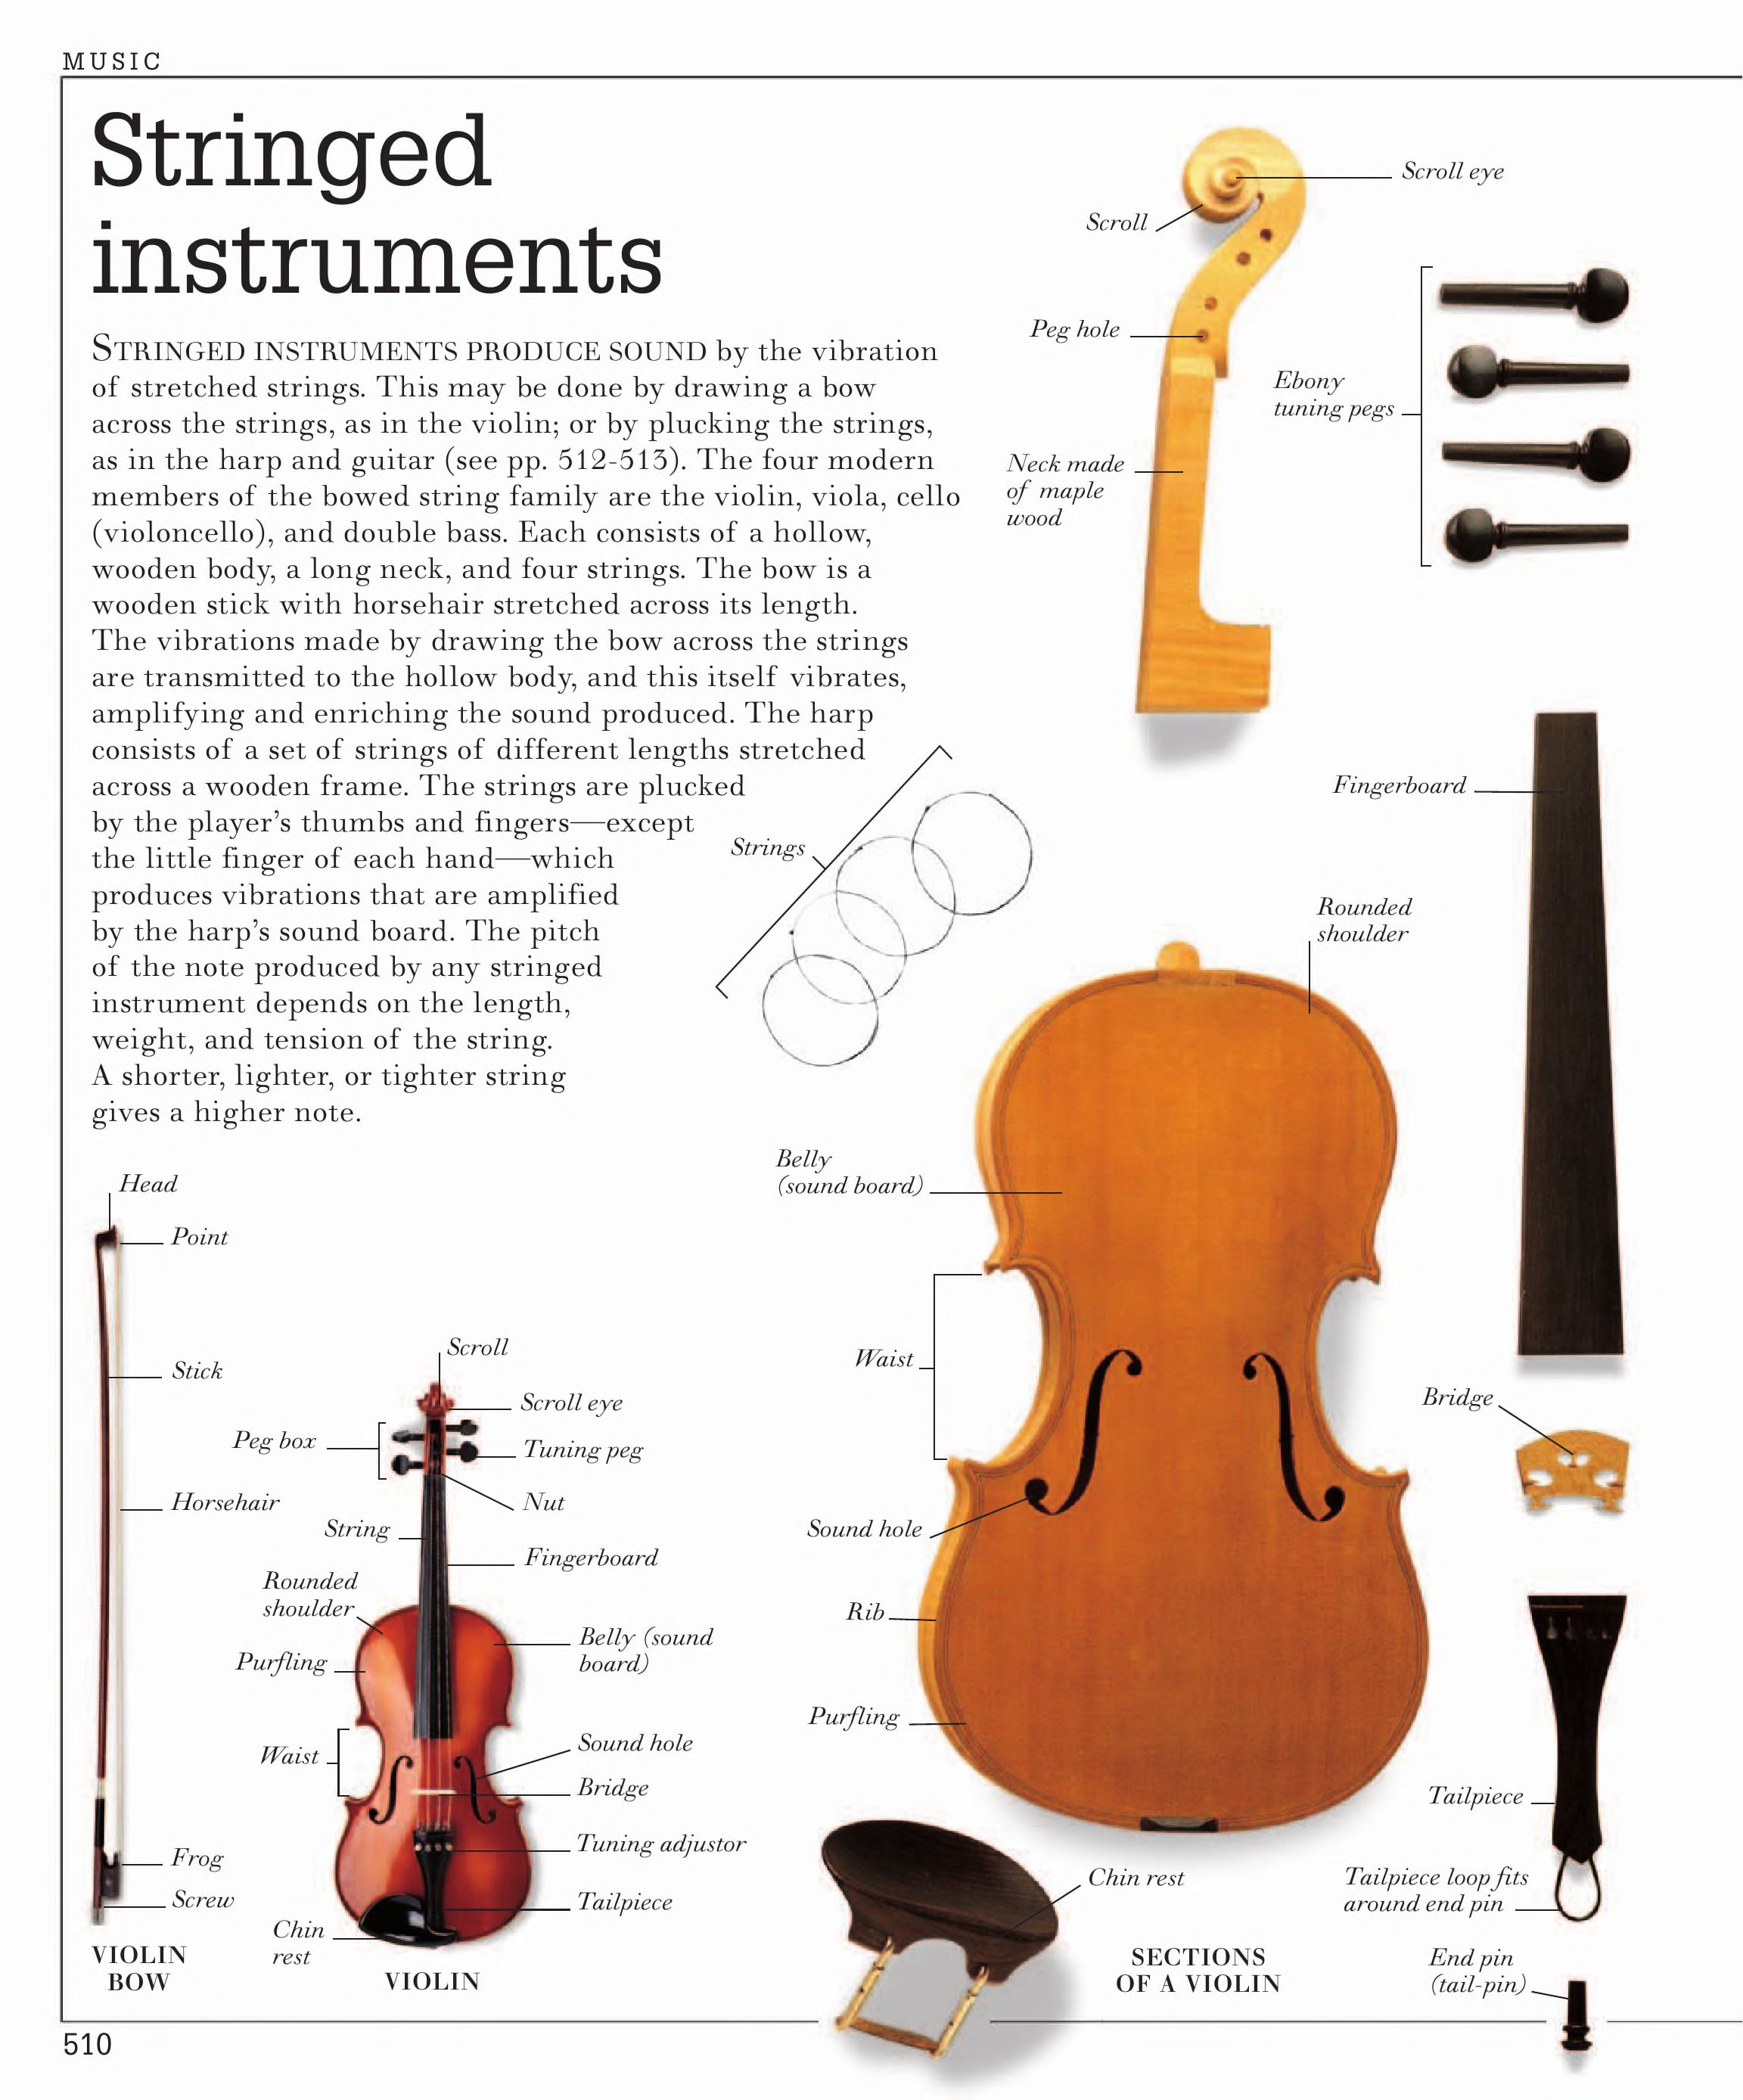 MUSIC
Stringed
instruments
STRINGED INSTRUMENTS PRODUCE SOUND by the vibration
of stretched strings. This may be done by drawing a bow
across the strings, as in the violin; or by plucking the strings,
as in the harp and guitar (see pp. 512-513). The four modern
members of the bowed string family are the violin, viola, cello
(violoncello), and double bass. Each consists of a hollow,
wooden body, a long neck, and four strings. The bow is a
wooden stick with horsehair stretched across its length.
The vibrations made by drawing the bow across the strings
are transmitted to the hollow body, and this itself vibrates,
amplifying and enriching the sound produced. The harp
consists of a set of strings of different lengths stretched
across a wooden frame. The strings are plucked
by the player's thumbs and fingers—except
the little finger of each hand—which
produces vibrations that are amplified
by the harp's sound board. The pitch
of the note produced by any stringed
instrument depends on the length,
weight, and tension of the string.
A shorter, lighter, or tighter string
gives a higher note.
Scroll eye
Scroll
Peg hole
Ebony
tuning pegs
Neck made
of maple
wood
Fingerboard
Strings
Rounded
shoulder
Belly
(sound board)
Waist
Bridge
Sound hole
Rib
Purfling
Tailpiece
Chin rest
Tailpiece loop fits
around end pin
End pin
(tail-pin)
SECTIONS
OF A VIOLIN
Head
Point
Stick
Horsehair
Frog
Screw
VIOLIN
BOW
Scroll
Scroll eye
Peg box
Tuning peg
Nut
String
Fingerboard
Rounded
shoulder
Belly (sound
board)
Purfling
Waist
Sound hole
Bridge
Tuning adjustor
Tailpiece
Chin
rest
VIOLIN
510